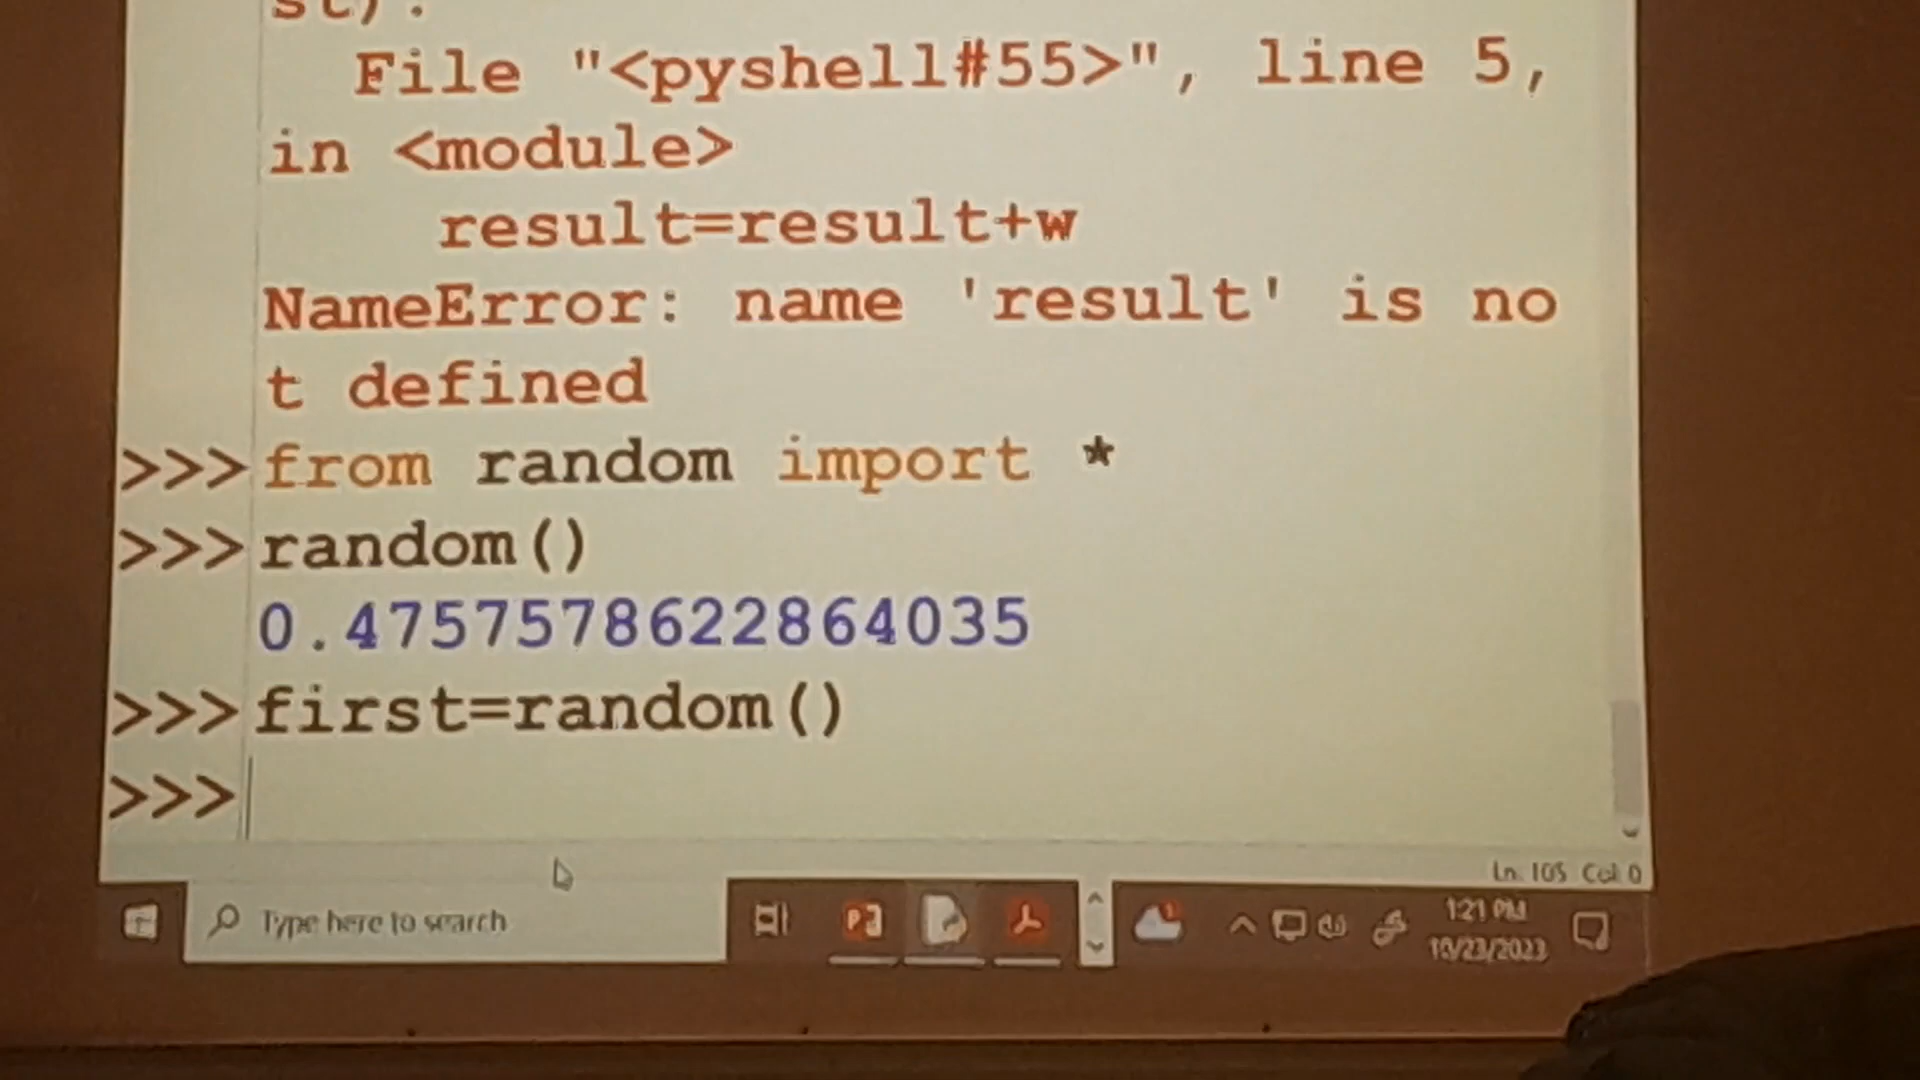 st):
File "<pyshell#55>", line 5,
in <module>
result=result+w
NameError: name 'result' is no
t defined
>>> from random import *
>>> random()
0.4757578622864035
>>> first=random()
>>>
Ln: 105 Col: 0
Type here to search
1:21 PM
10/23/2023